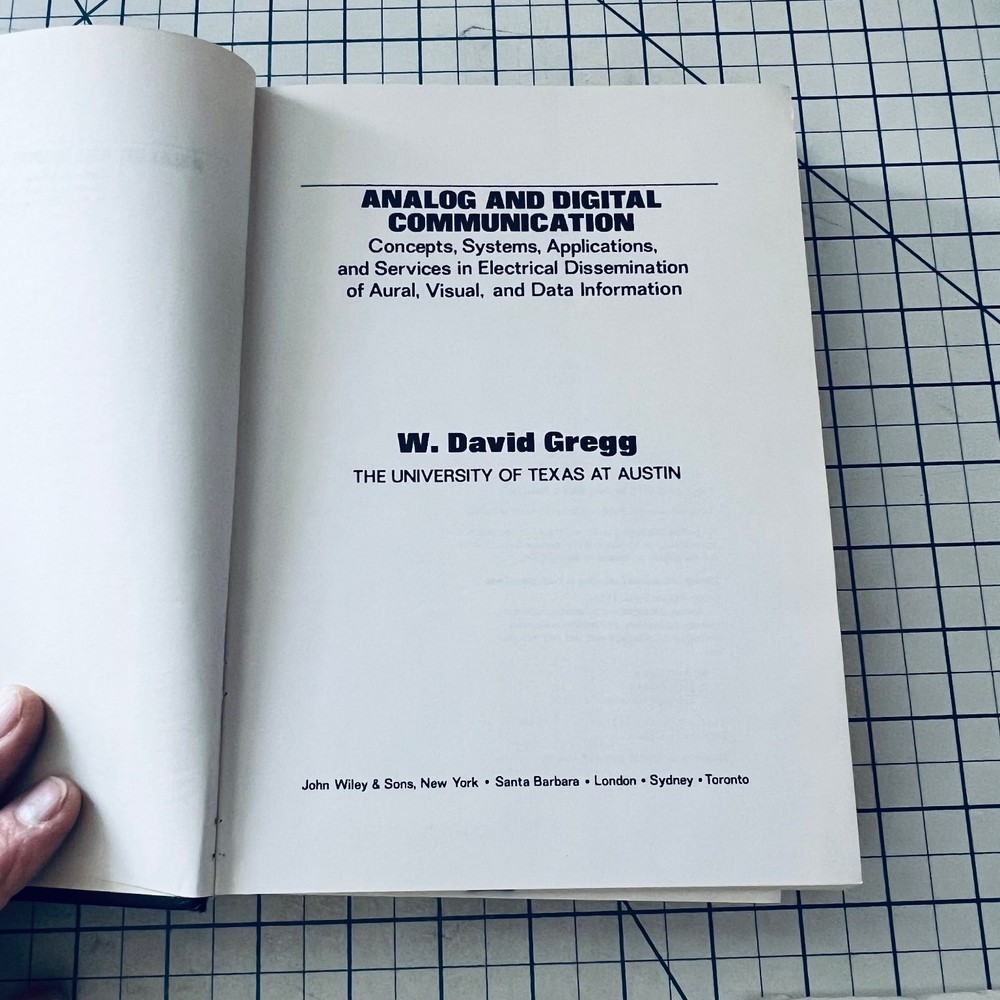 ANALOG AND DIGITAL
COMMUNICATION
Concepts, Systems, Applications,
and Services in Electrical Dissemination
of Aural, Visual, and Data Information
W. David Gregg
THE UNIVERSITY OF TEXAS AT AUSTIN
John Wiley & Sons, New York • Santa Barbara • London • Sydney • Toronto